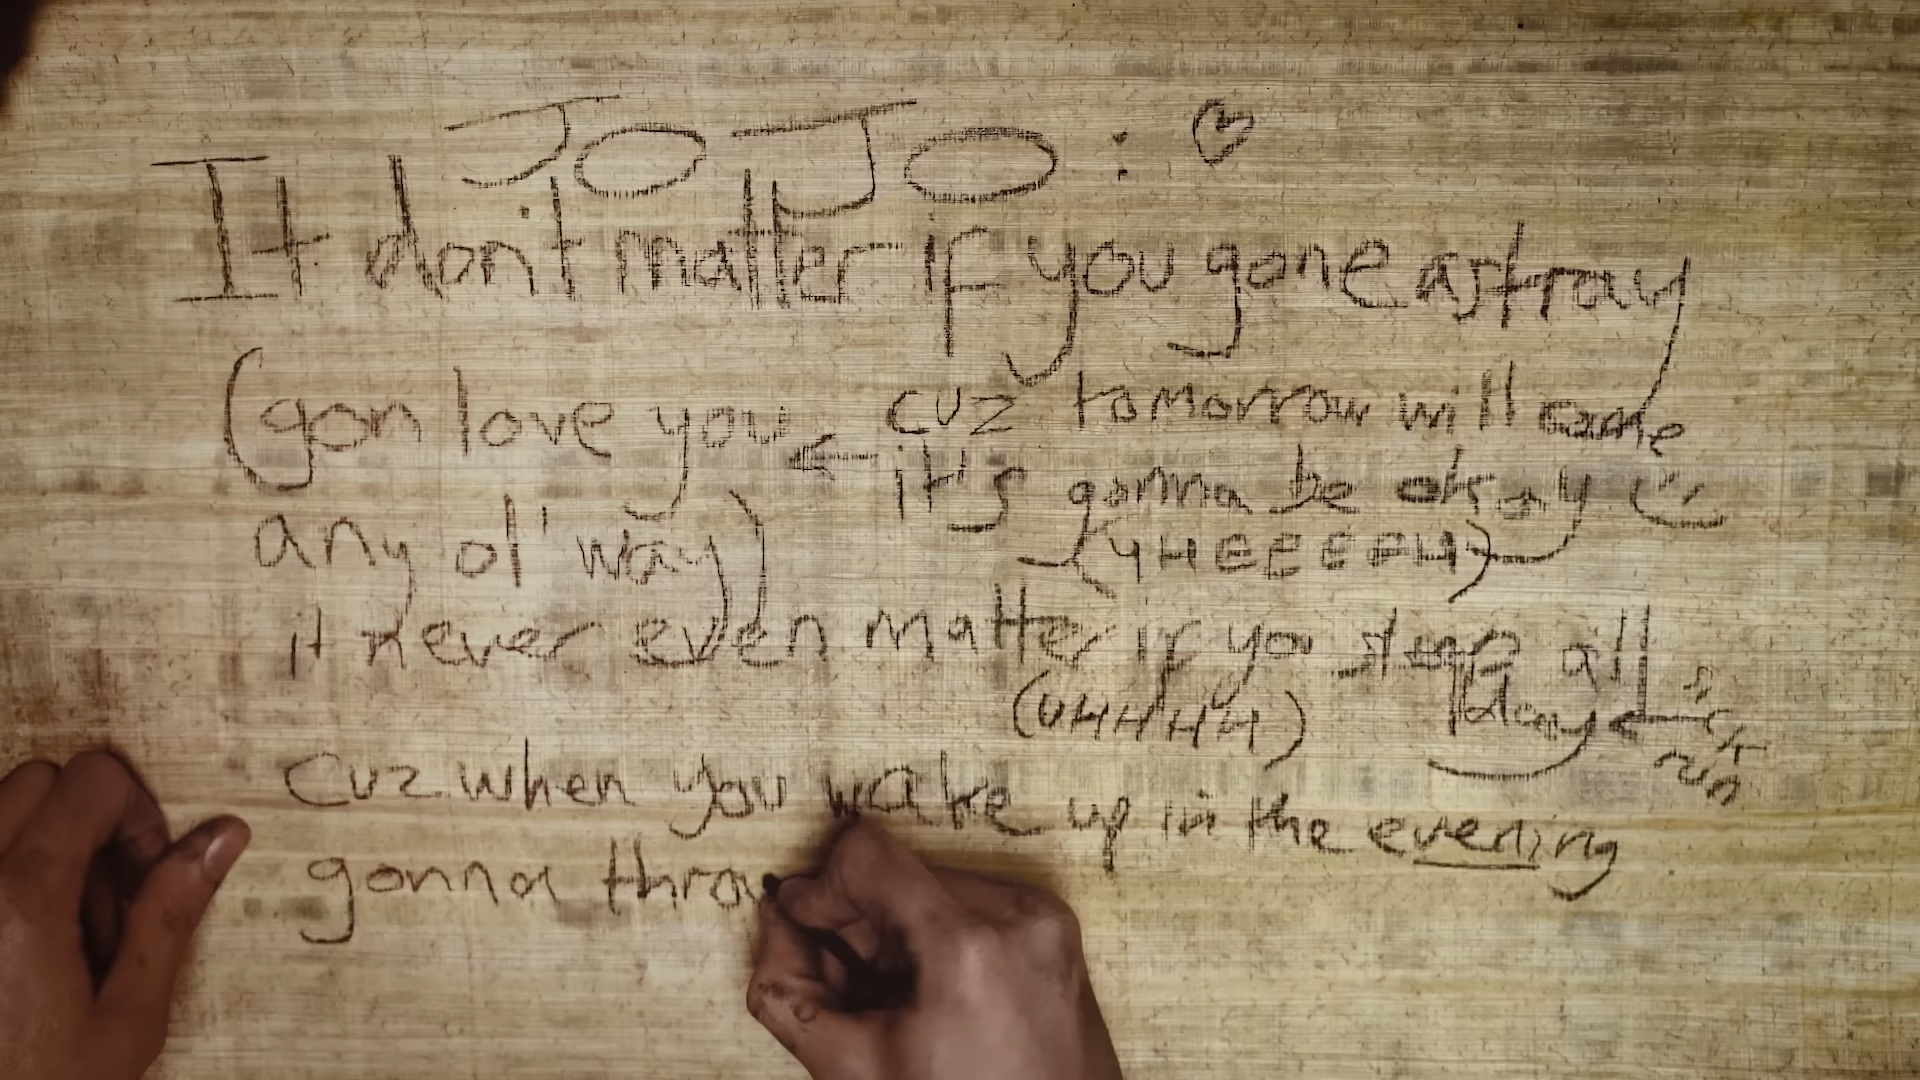 JOJO:
It don't matter if you gone astray
cuz tomorrow will come
(gon love you ← it's gonna be okay
any ol' way) (YHEEEEEH)
it never even matter if you sleep all
(UHHHH) day ←
cuz when you wake up in the evening
gonna thro